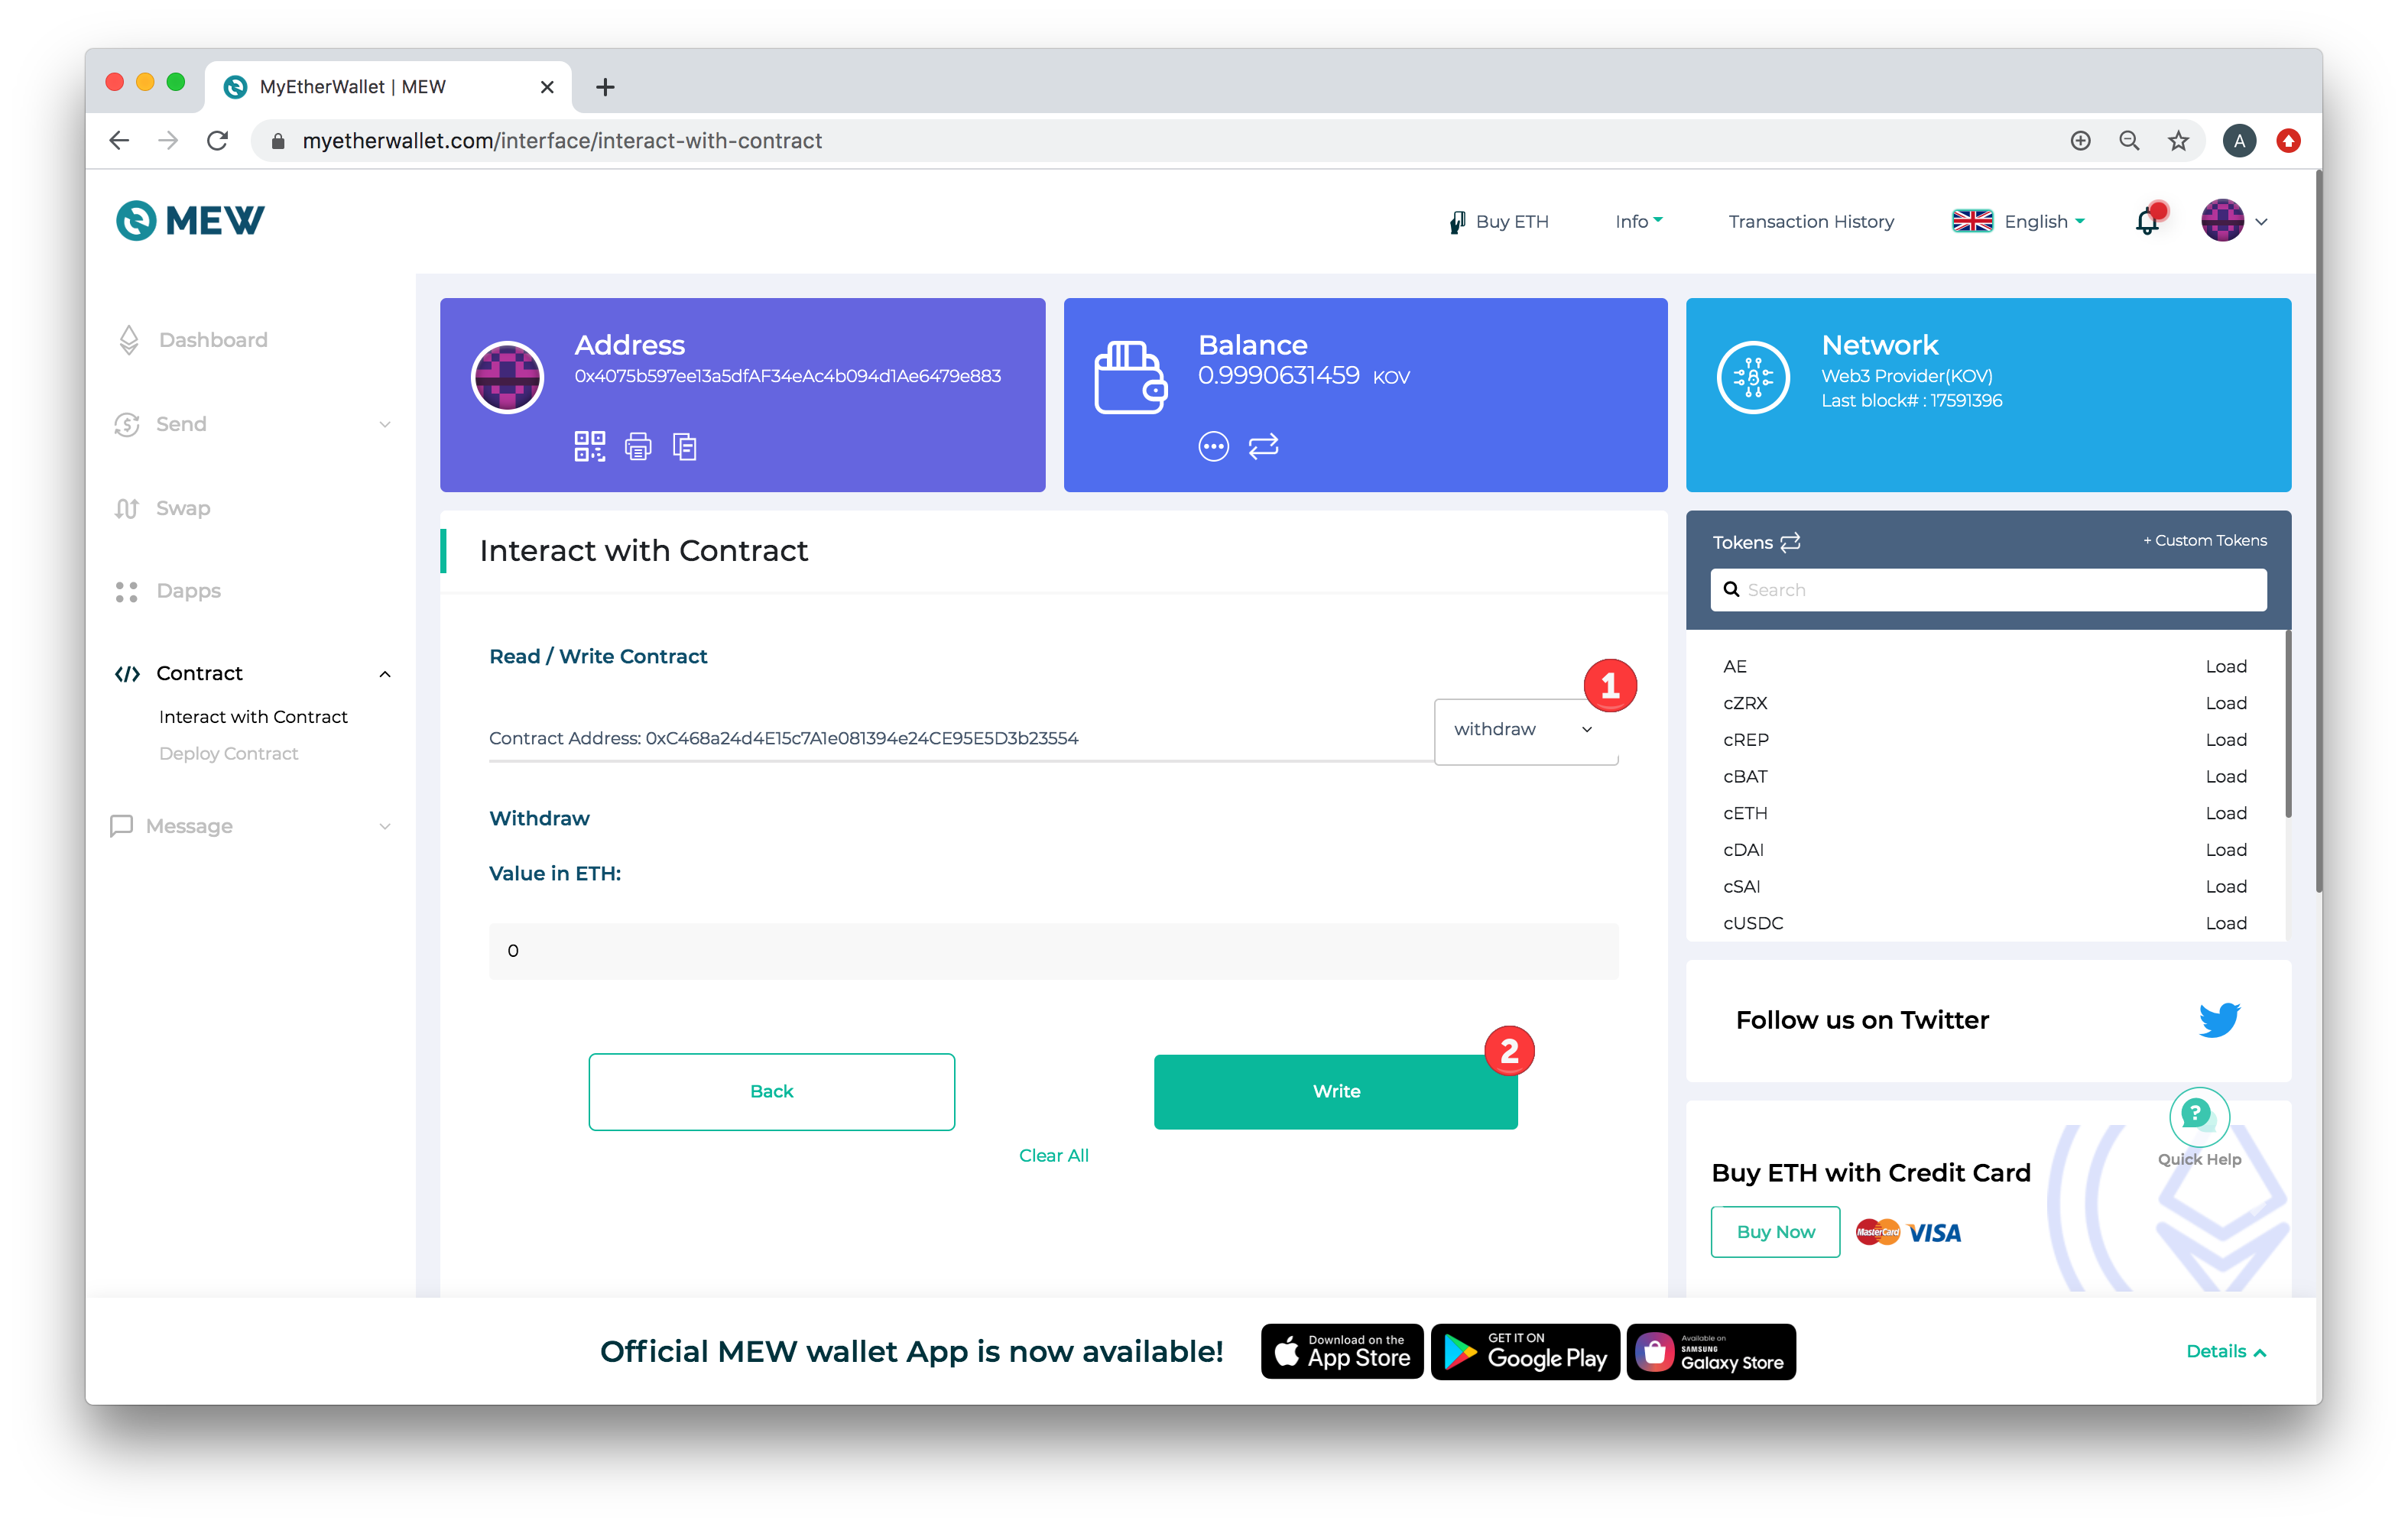 MyEtherWallet | MEW
myetherwallet.com/interface/interact-with-contract
A
MEW
Buy ETH
Info
Transaction History
English
Dashboard
Send
Swap
Dapps
Contract
Interact with Contract
Deploy Contract
Message
Address
0x4075b597ee13a5dfAF34eAc4b094d1Ae6479e883
Balance
0.9990631459 KOV
Network
Web3 Provider(KOV)
Last block# : 17591396
Interact with Contract
Read / Write Contract
1
Contract Address: 0xC468a24d4E15c7A1e081394e24CE95E5D3b23554
withdraw
Withdraw
Value in ETH:
0
2
Back
Write
Clear All
Tokens
+ Custom Tokens
Search
AE Load
cZRX Load
cREP Load
cBAT Load
cETH Load
cDAI Load
cSAI Load
cUSDC Load
Follow us on Twitter
?
Quick Help
Buy ETH with Credit Card
Buy Now
MasterCard
VISA
Official MEW wallet App is now available!
Download on the
App Store
GET IT ON
Google Play
Available on
SAMSUNG
Galaxy Store
Details